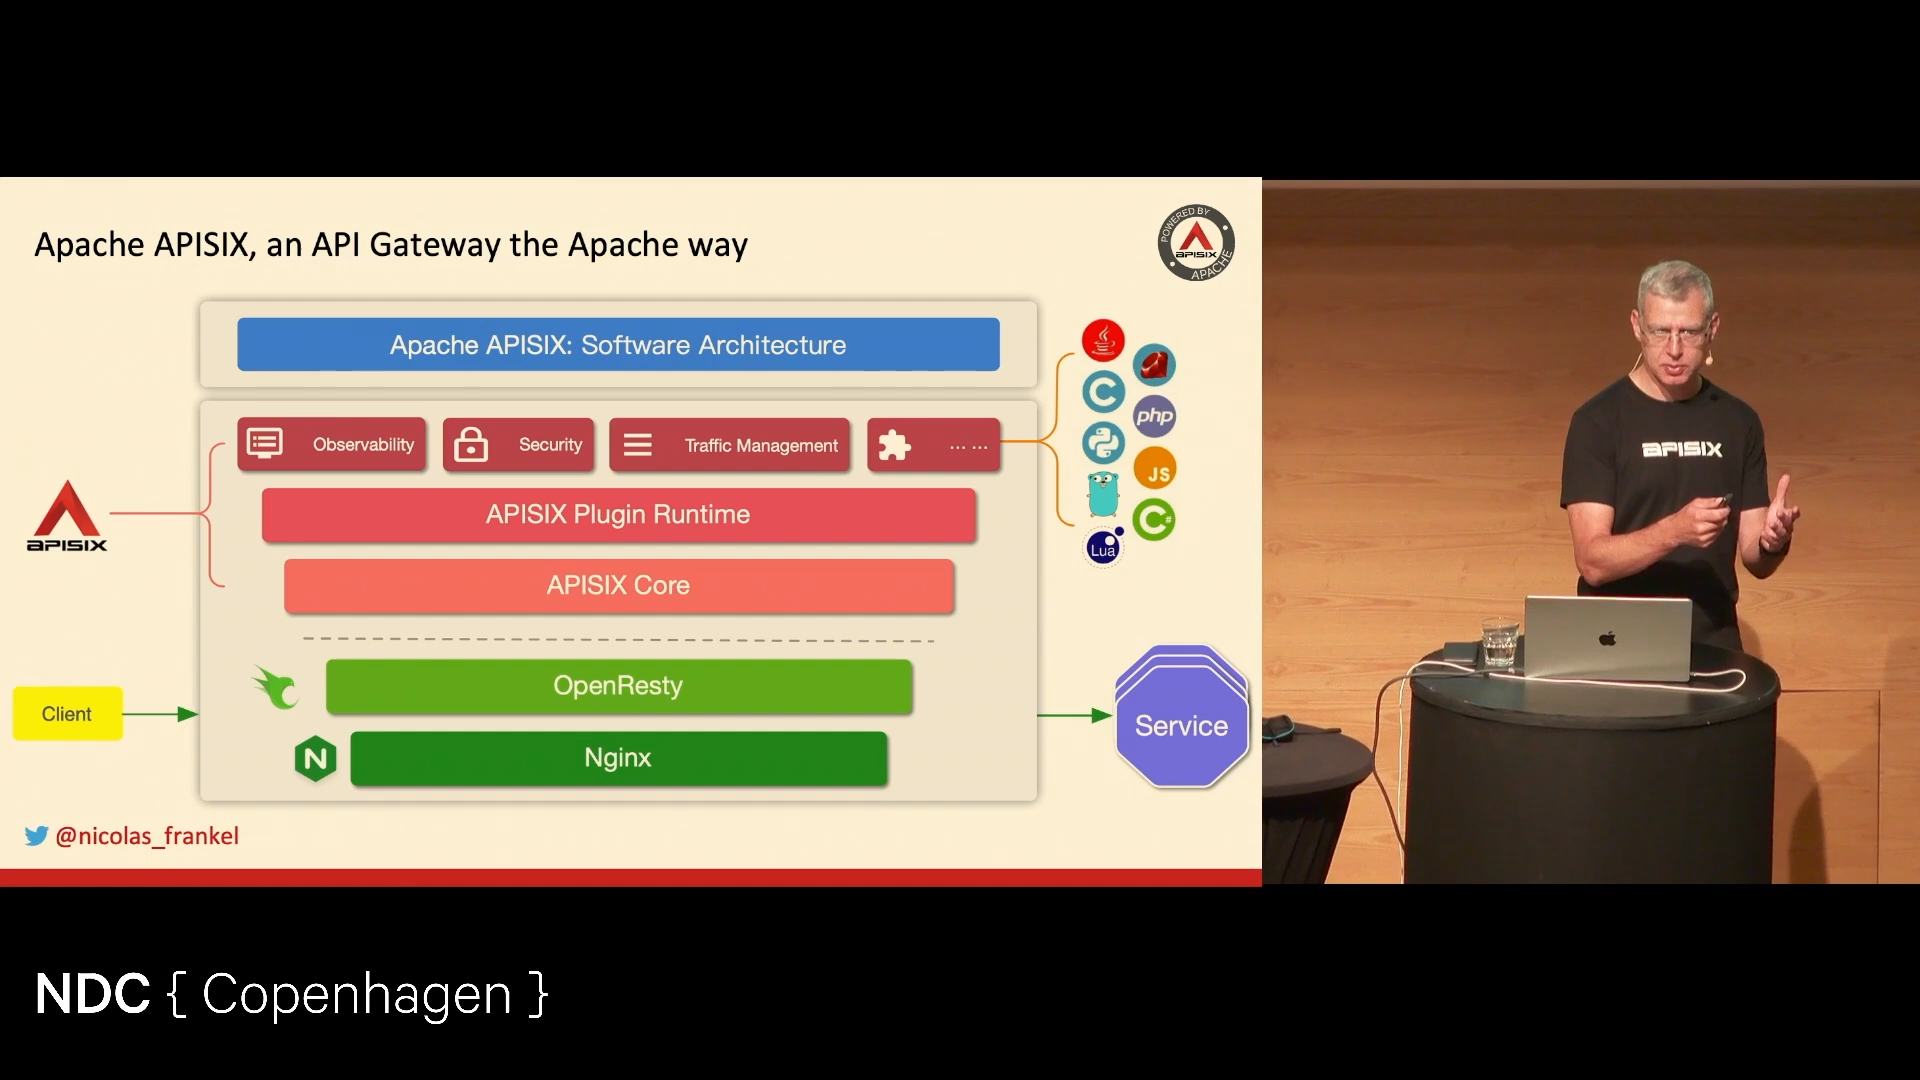 Apache APISIX, an API Gateway the Apache way
POWERED BY
APISIX
APACHE
Apache APISIX: Software Architecture
Observability
Security
Traffic Management
... ...
APISIX Plugin Runtime
APISIX Core
OpenResty
Nginx
N
APISIX
Client
Service
C
php
JS
C#
Lua
@nicolas_frankel
APISIX
NDC { Copenhagen }